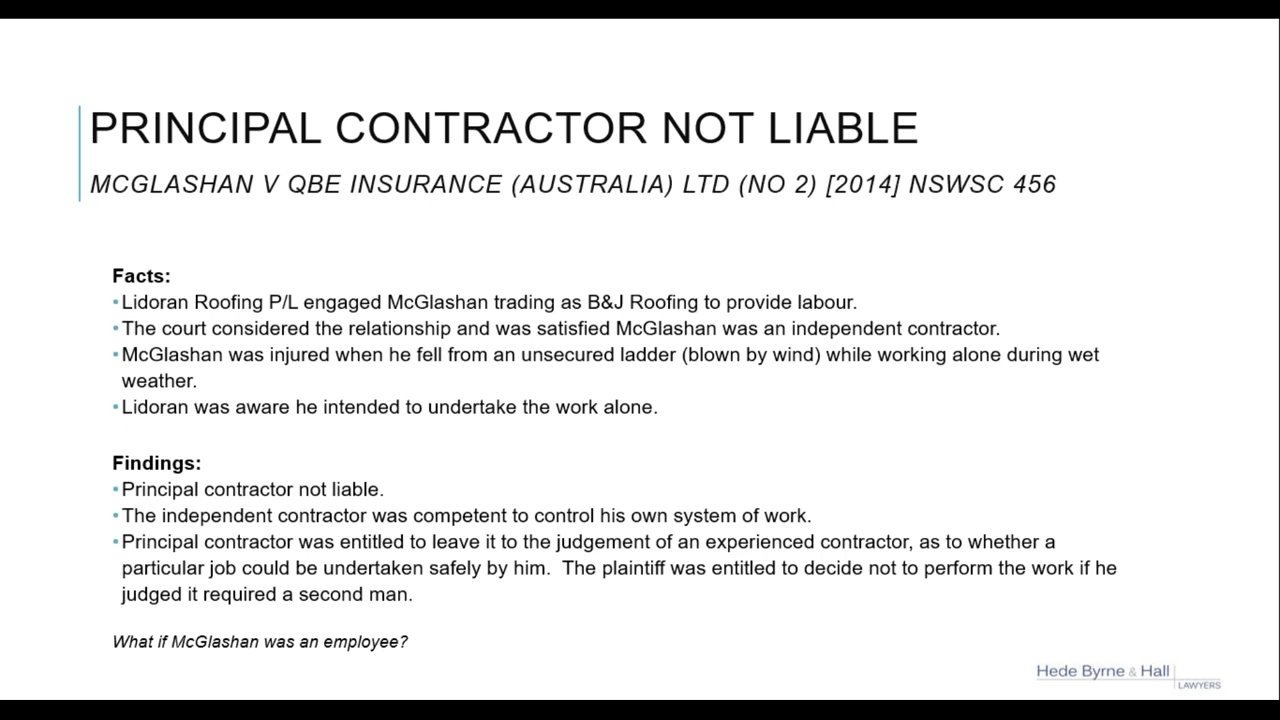 PRINCIPAL CONTRACTOR NOT LIABLE
MCGLASHAN V QBE INSURANCE (AUSTRALIA) LTD (NO 2) [2014] NSWSC 456
Facts:
▪Lidoran Roofing P/L engaged McGlashan trading as B&J Roofing to provide labour.
▪The court considered the relationship and was satisfied McGlashan was an independent contractor.
▪McGlashan was injured when he fell from an unsecured ladder (blown by wind) while working alone during wet
weather.
▪Lidoran was aware he intended to undertake the work alone.
Findings:
▪Principal contractor not liable.
▪The independent contractor was competent to control his own system of work.
▪Principal contractor was entitled to leave it to the judgement of an experienced contractor, as to whether a
particular job could be undertaken safely by him.  The plaintiff was entitled to decide not to perform the work if he
judged it required a second man.
What if McGlashan was an employee?
Hede Byrne & Hall
LAWYERS